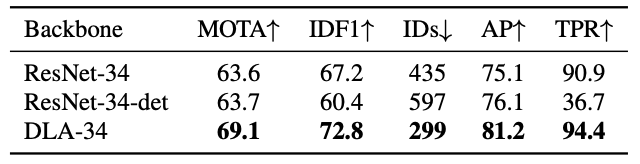 Backbone MOTA↑ IDF1↑ IDs↓ AP↑ TPR↑
ResNet-34 63.6 67.2 435 75.1 90.9
ResNet-34-det 63.7 60.4 597 76.1 36.7
DLA-34 69.1 72.8 299 81.2 94.4